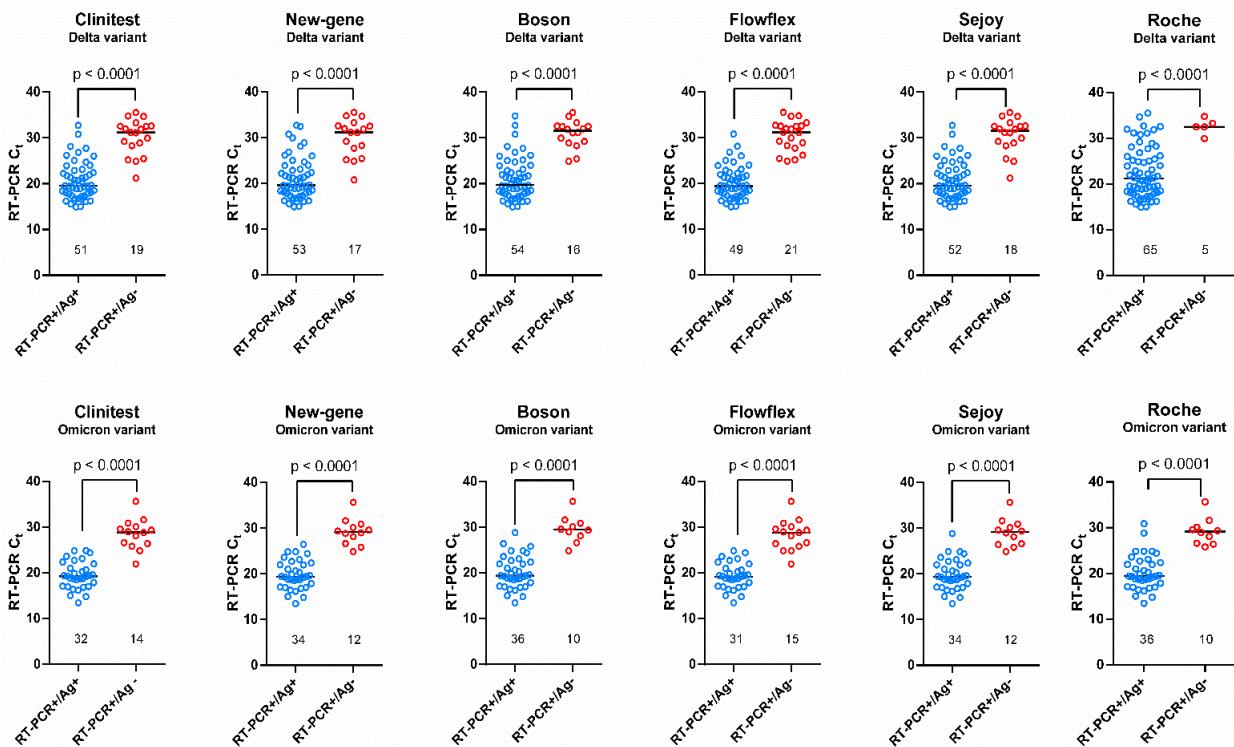 Clinitest
Delta variant
p < 0.0001
RT-PCR Ct
40
30
20
10
0
51
19
RT-PCR+/Ag+
RT-PCR+/Ag-
New-gene
Delta variant
p < 0.0001
RT-PCR Ct
40
30
20
10
0
53
17
RT-PCR+/Ag+
RT-PCR+/Ag-
Boson
Delta variant
p < 0.0001
RT-PCR Ct
40
30
20
10
0
54
16
RT-PCR+/Ag+
RT-PCR+/Ag-
Flowflex
Delta variant
p < 0.0001
RT-PCR Ct
40
30
20
10
0
49
21
RT-PCR+/Ag+
RT-PCR+/Ag-
Sejoy
Delta variant
p < 0.0001
RT-PCR Ct
40
30
20
10
0
52
18
RT-PCR+/Ag+
RT-PCR+/Ag-
Roche
Delta variant
p < 0.0001
RT-PCR Ct
40
30
20
10
0
65
5
RT-PCR+/Ag+
RT-PCR+/Ag-
Clinitest
Omicron variant
p < 0.0001
RT-PCR Ct
40
30
20
10
0
32
14
RT-PCR+/Ag+
RT-PCR+/Ag -
New-gene
Omicron variant
p < 0.0001
RT-PCR Ct
40
30
20
10
0
34
12
RT-PCR+/Ag+
RT-PCR+/Ag-
Boson
Omicron variant
p < 0.0001
RT-PCR Ct
40
30
20
10
0
36
10
RT-PCR+/Ag+
RT-PCR+/Ag-
Flowflex
Omicron variant
p < 0.0001
RT-PCR Ct
40
30
20
10
0
31
15
RT-PCR+/Ag+
RT-PCR+/Ag-
Sejoy
Omicron variant
p < 0.0001
RT-PCR Ct
40
30
20
10
0
34
12
RT-PCR+/Ag+
RT-PCR+/Ag-
Roche
Omicron variant
p < 0.0001
RT-PCR Ct
40
30
20
10
0
36
10
RT-PCR+/Ag+
RT-PCR+/Ag-